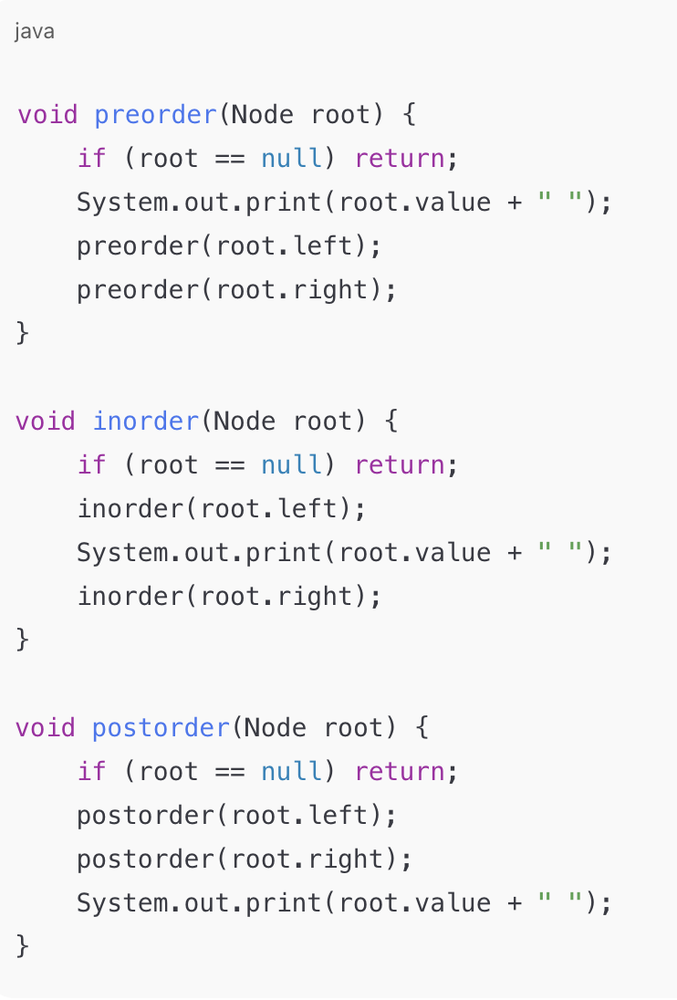 java
void preorder(Node root) {
    if (root == null) return;
    System.out.print(root.value + " ");
    preorder(root.left);
    preorder(root.right);
}
void inorder(Node root) {
    if (root == null) return;
    inorder(root.left);
    System.out.print(root.value + " ");
    inorder(root.right);
}
void postorder(Node root) {
    if (root == null) return;
    postorder(root.left);
    postorder(root.right);
    System.out.print(root.value + " ");
}